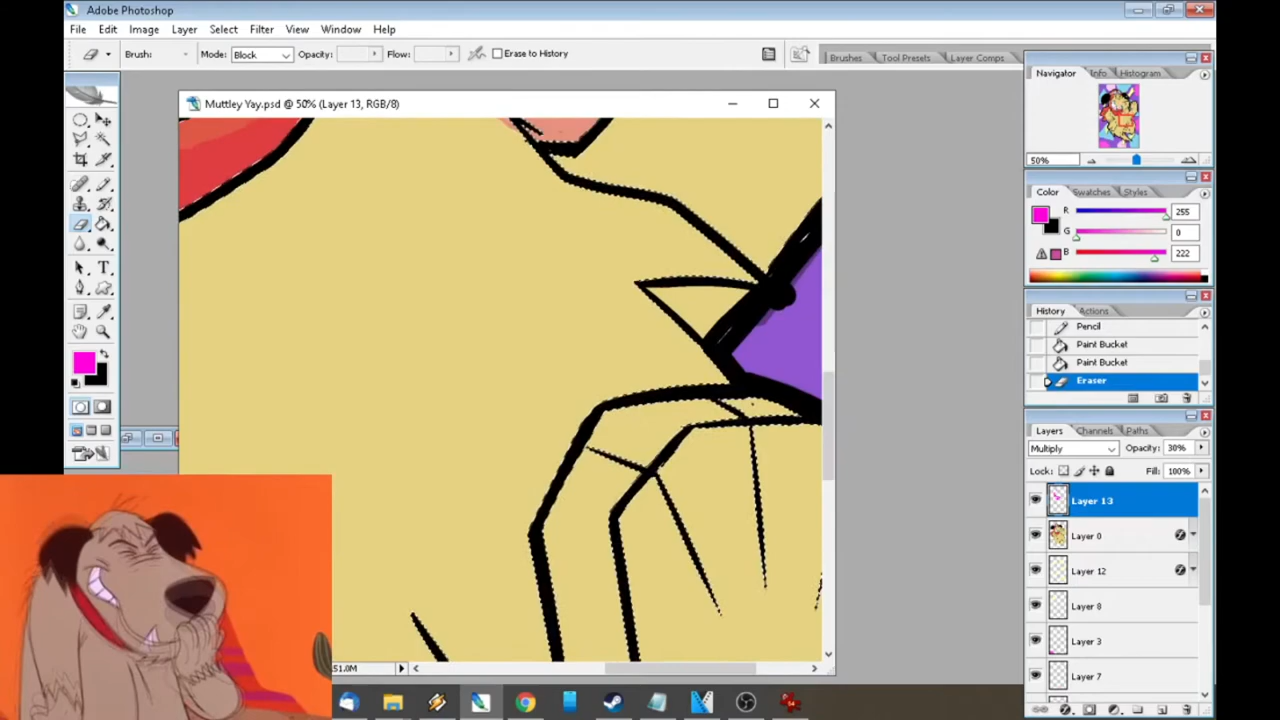 Adobe Photoshop
File Edit Image Layer Select Filter View Window Help
Brush: Mode: Block Opacity: Flow: Erase to History
Brushes Tool Presets Layer Comps
Muttley Yay.psd @ 50% (Layer 13, RGB/8)
Navigator Info Histogram
50%
Color Swatches Styles
R 255
G 0
B 222
History Actions
Pencil
Paint Bucket
Paint Bucket
Eraser
Layers Channels Paths
Multiply Opacity: 30%
Lock: Fill: 100%
Layer 13
Layer 0
Layer 12
Layer 8
Layer 3
Layer 7
51.0M